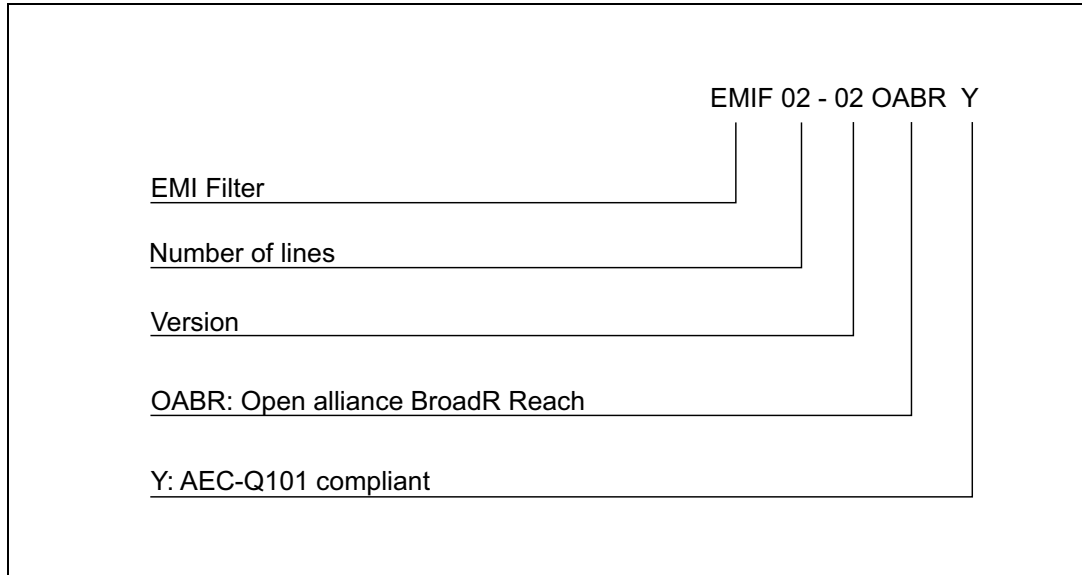 EMIF 02 - 02 OABR Y
EMI Filter
Number of lines
Version
OABR: Open alliance BroadR Reach
Y: AEC-Q101 compliant